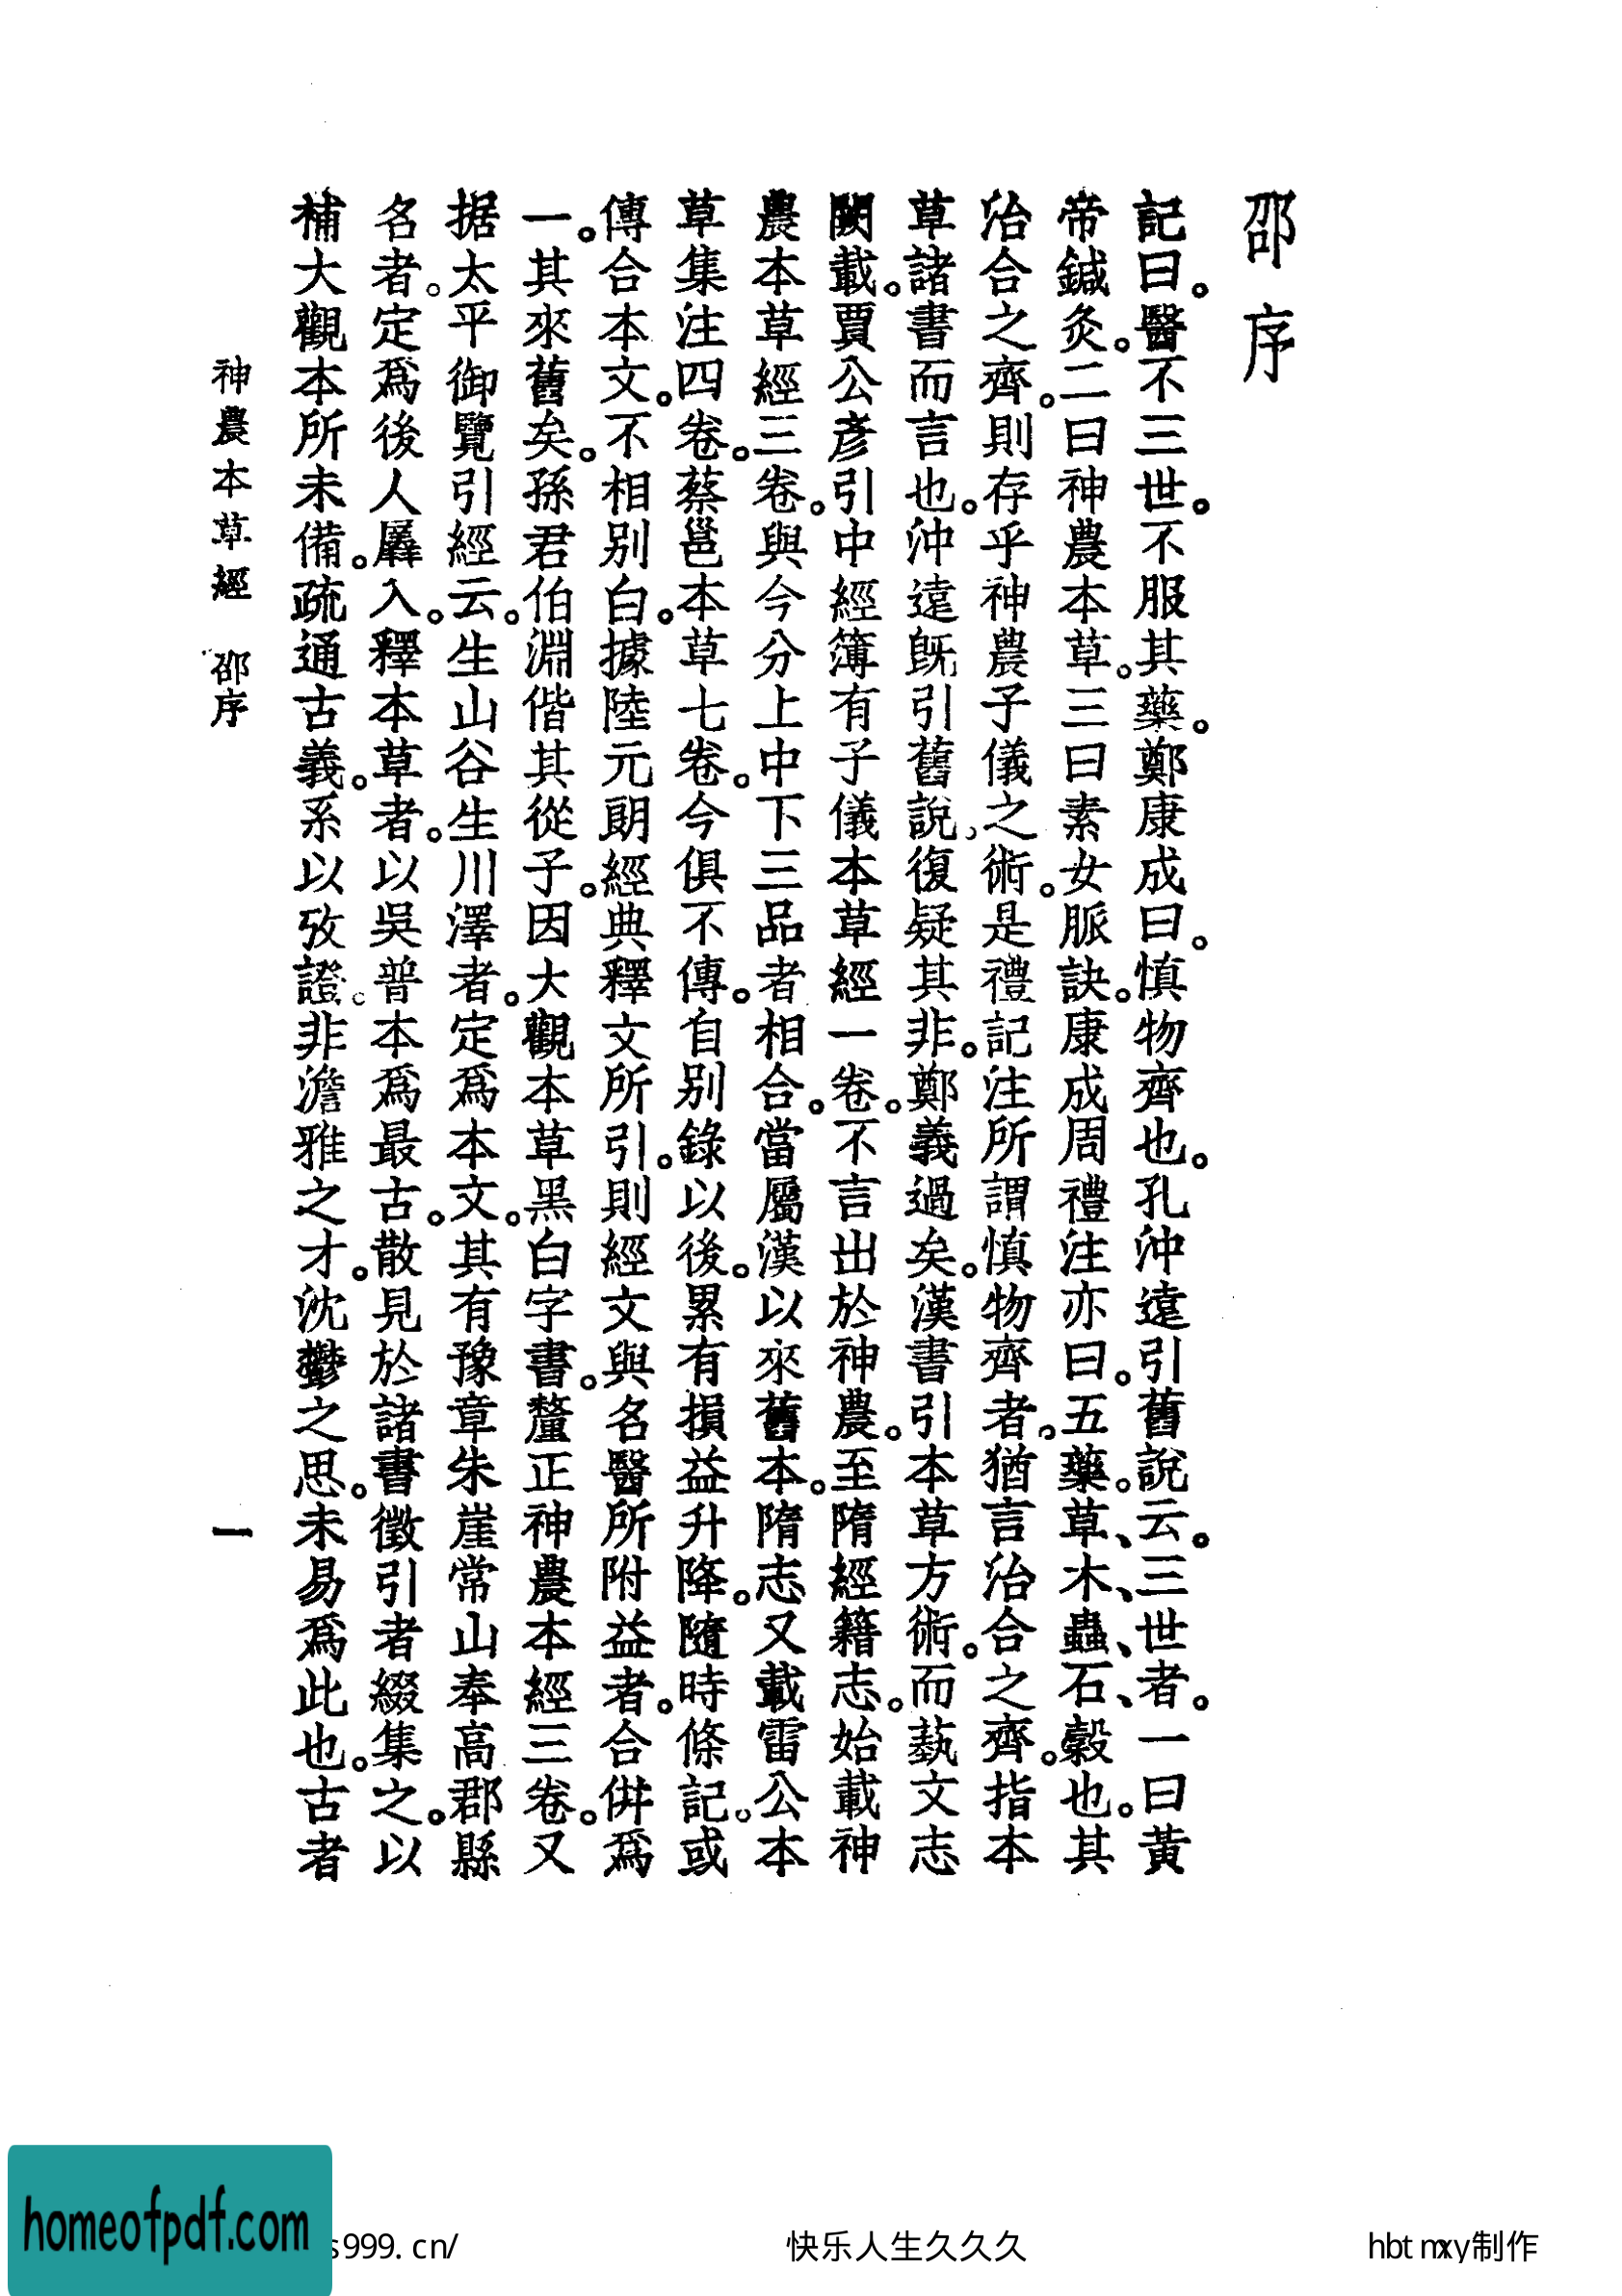 邵序
記曰。醫不三世。不服其藥。鄭康成曰。慎物齊也。孔沖遠引舊說云。三世者。一曰黃
帝鍼灸。二曰神農本草。三曰素女脈訣。康成周禮注亦曰。五藥。草、木、蟲、石、穀也。其
治合之齊。則存乎神農子儀之術。是禮記注所謂慎物齊者。猶言治合之齊。指本
草諸書而言也。沖遠旣引舊說。復疑其非。鄭義過矣。漢書引本草方術。而蓺文志
闕載。賈公彥引中經簿有子儀本草經一卷。不言出於神農。至隋經籍志。始載神
農本草經三卷。與今分上中下三品者相合。當屬漢以來舊本。隋志又載雷公本
草集注四卷。蔡邕本草七卷。今俱不傳。自別錄以後。累有損益升降。隨時條記。或
傳合本文。不相別白。據陸元朗經典釋文所引。則經文與名醫所附益者。合倂爲
一。其來舊矣。孫君伯淵偕其從子。因大觀本草黑白字書。釐正神農本經三卷。又
据太平御覽引經云。生山谷生川澤者。定爲本文。其有豫章朱崖常山奉高郡縣
名者。定爲後人羼入。釋本草者。以吳普本爲最古。散見於諸書徵引者綴集之。以
補大觀本所未備。疏通古義。系以攷證。非澹雅之才。沈鬱之思。未易爲此也。古者
神農本草經 邵序
一
homeofpdf.com
s999.cn/
快乐人生久久久
hbtmxy制作